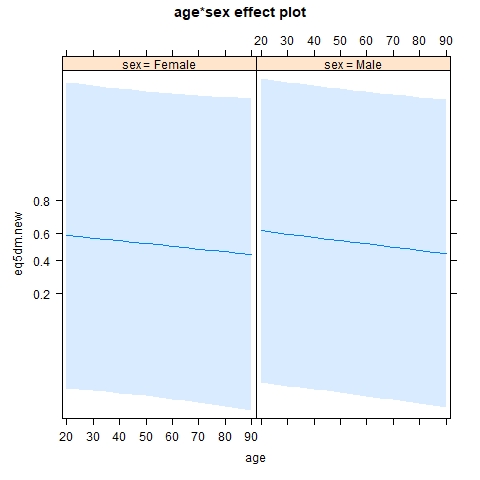 age*sex effect plot
20 30 40 50 60 70 80 90
sex = Female
sex = Male
0.8
0.6
0.4
0.2
eq5dm.new
20 30 40 50 60 70 80 90
age